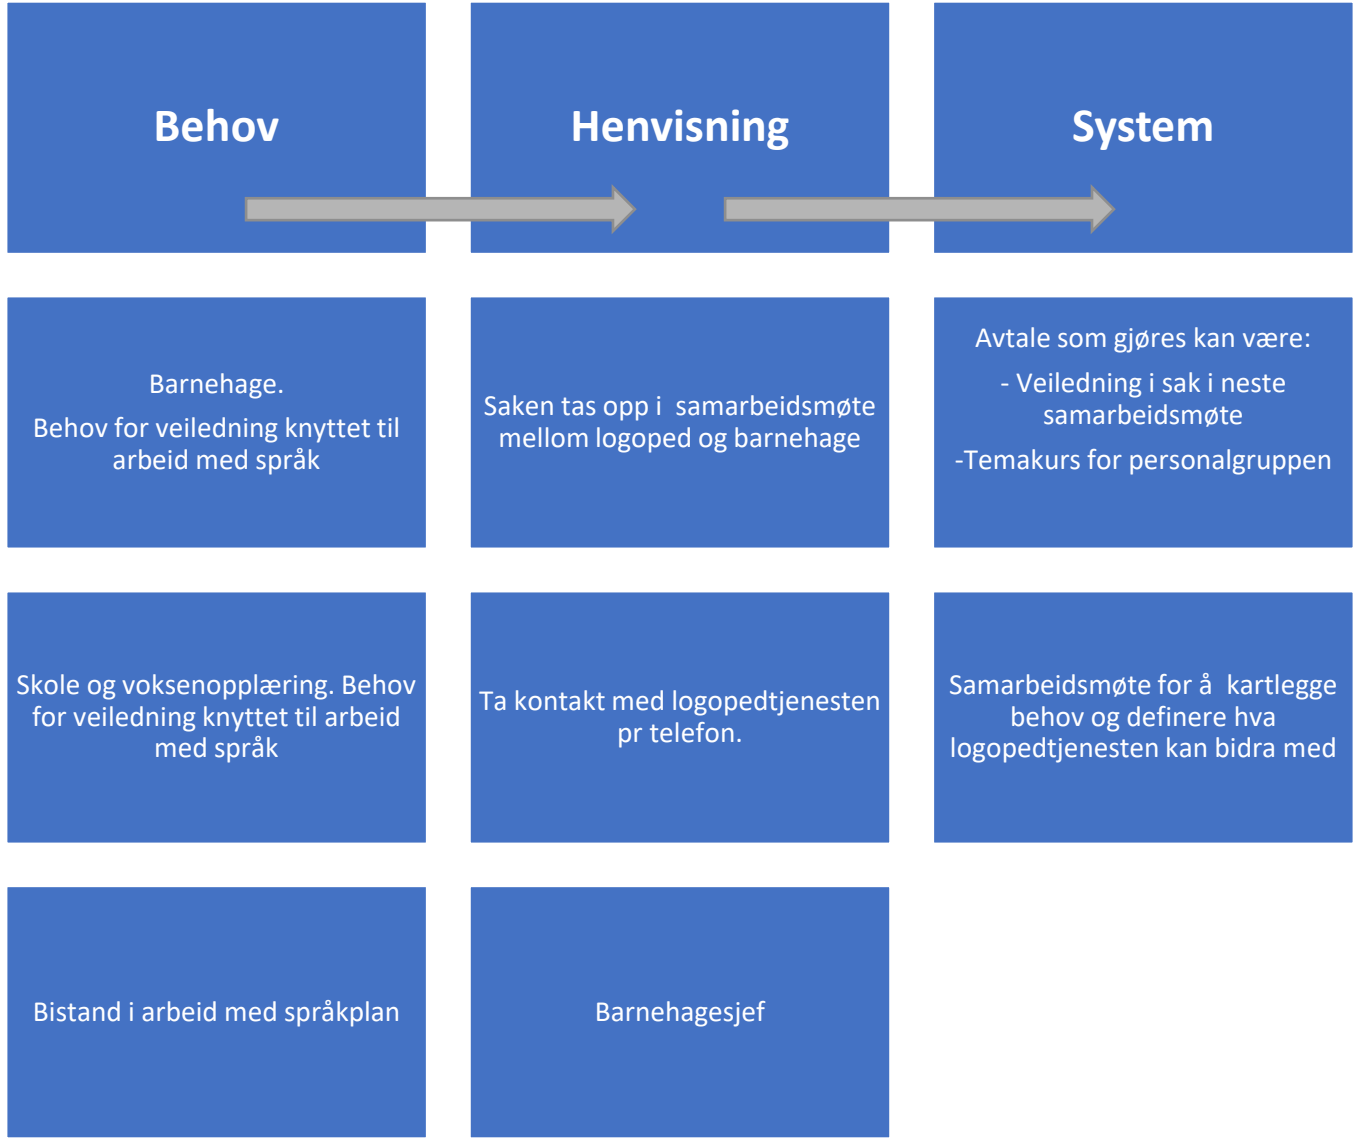 Behov
Henvisning
System
Barnehage.
Behov for veiledning knyttet til
arbeid med språk
Saken tas opp i  samarbeidsmøte
mellom logoped og barnehage
Avtale som gjøres kan være:
- Veiledning i sak i neste
samarbeidsmøte
-Temakurs for personalgruppen
Skole og voksenopplæring. Behov
for veiledning knyttet til arbeid
med språk
Ta kontakt med logopedtjenesten
pr telefon.
Samarbeidsmøte for å  kartlegge
behov og definere hva
logopedtjenesten kan bidra med
Bistand i arbeid med språkplan
Barnehagesjef